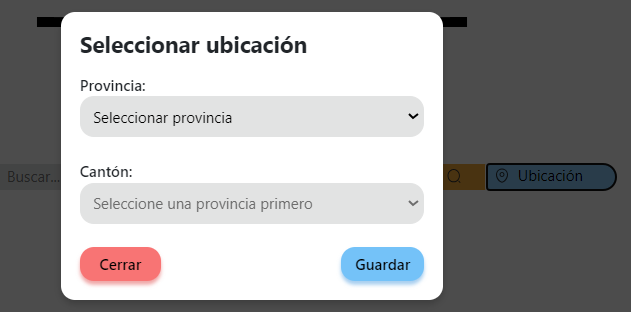 Seleccionar ubicación
Provincia:
Seleccionar provincia
Buscar...
Ubicación
Cantón:
Seleccione una provincia primero
Cerrar
Guardar